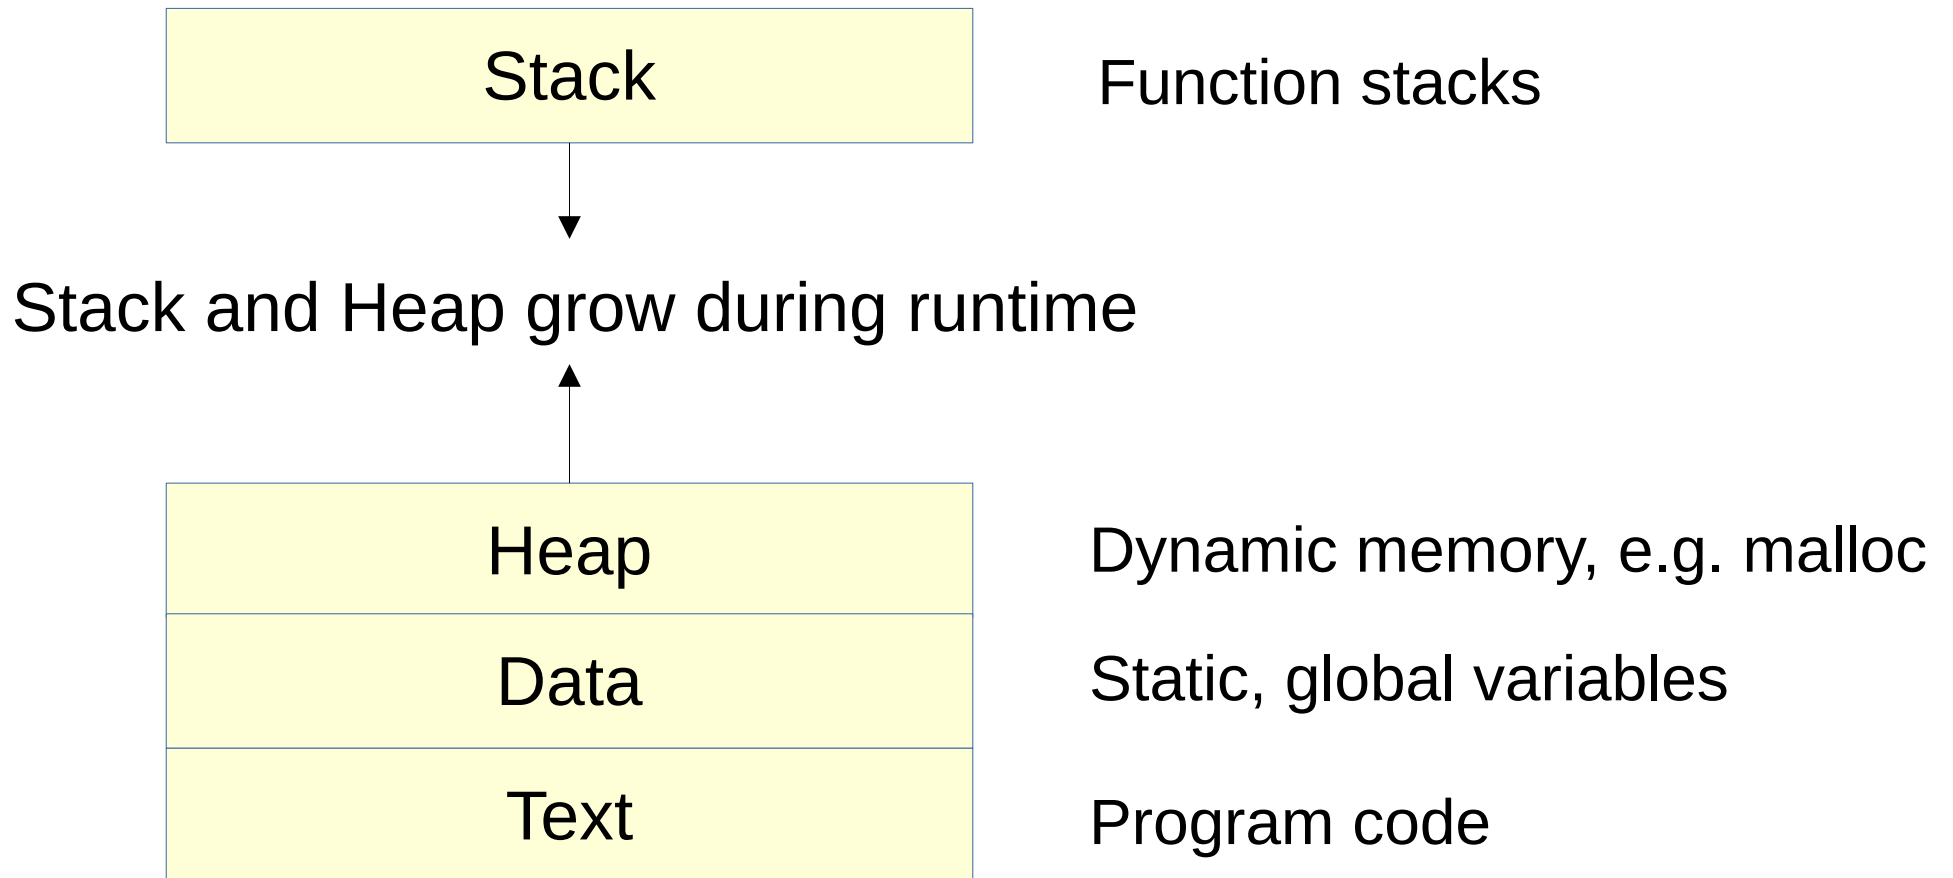 Stack
Function stacks
Stack and Heap grow during runtime
Heap
Dynamic memory, e.g. malloc
Data
Static, global variables
Text
Program code